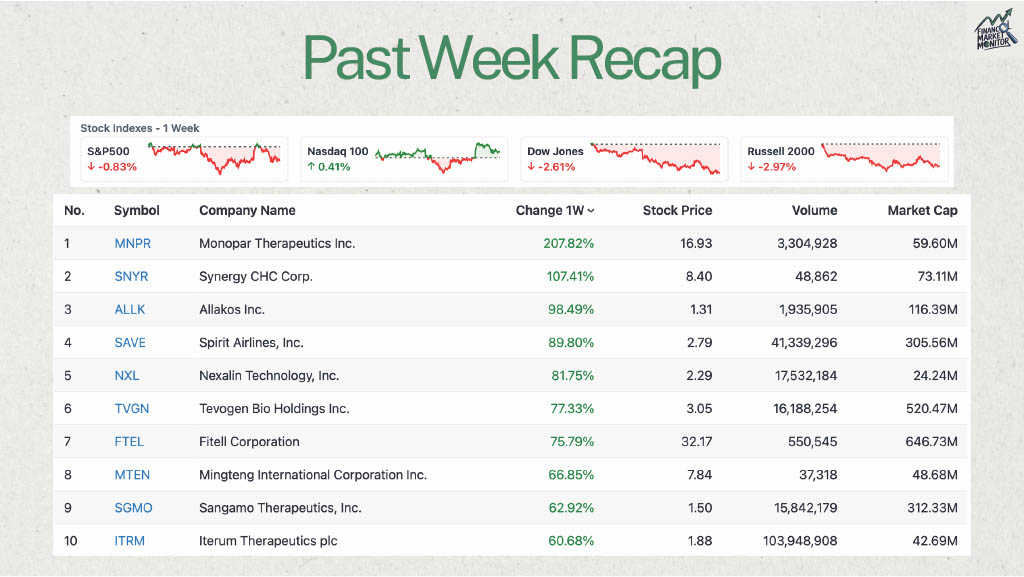 FINANCIAL
MARKET
MONITOR
Past Week Recap
Stock Indexes - 1 Week
S&P500
↓ -0.83%
Nasdaq 100
↑ 0.41%
Dow Jones
↓ -2.61%
Russell 2000
↓ -2.97%
No. Symbol Company Name Change 1W Stock Price Volume Market Cap
1 MNPR Monopar Therapeutics Inc. 207.82% 16.93 3,304,928 59.60M
2 SNYR Synergy CHC Corp. 107.41% 8.40 48,862 73.11M
3 ALLK Allakos Inc. 98.49% 1.31 1,935,905 116.39M
4 SAVE Spirit Airlines, Inc. 89.80% 2.79 41,339,296 305.56M
5 NXL Nexalin Technology, Inc. 81.75% 2.29 17,532,184 24.24M
6 TVGN Tevogen Bio Holdings Inc. 77.33% 3.05 16,188,254 520.47M
7 FTEL Fitell Corporation 75.79% 32.17 550,545 646.73M
8 MTEN Mingteng International Corporation Inc. 66.85% 7.84 37,318 48.68M
9 SGMO Sangamo Therapeutics, Inc. 62.92% 1.50 15,842,179 312.33M
10 ITRM Iterum Therapeutics plc 60.68% 1.88 103,948,908 42.69M